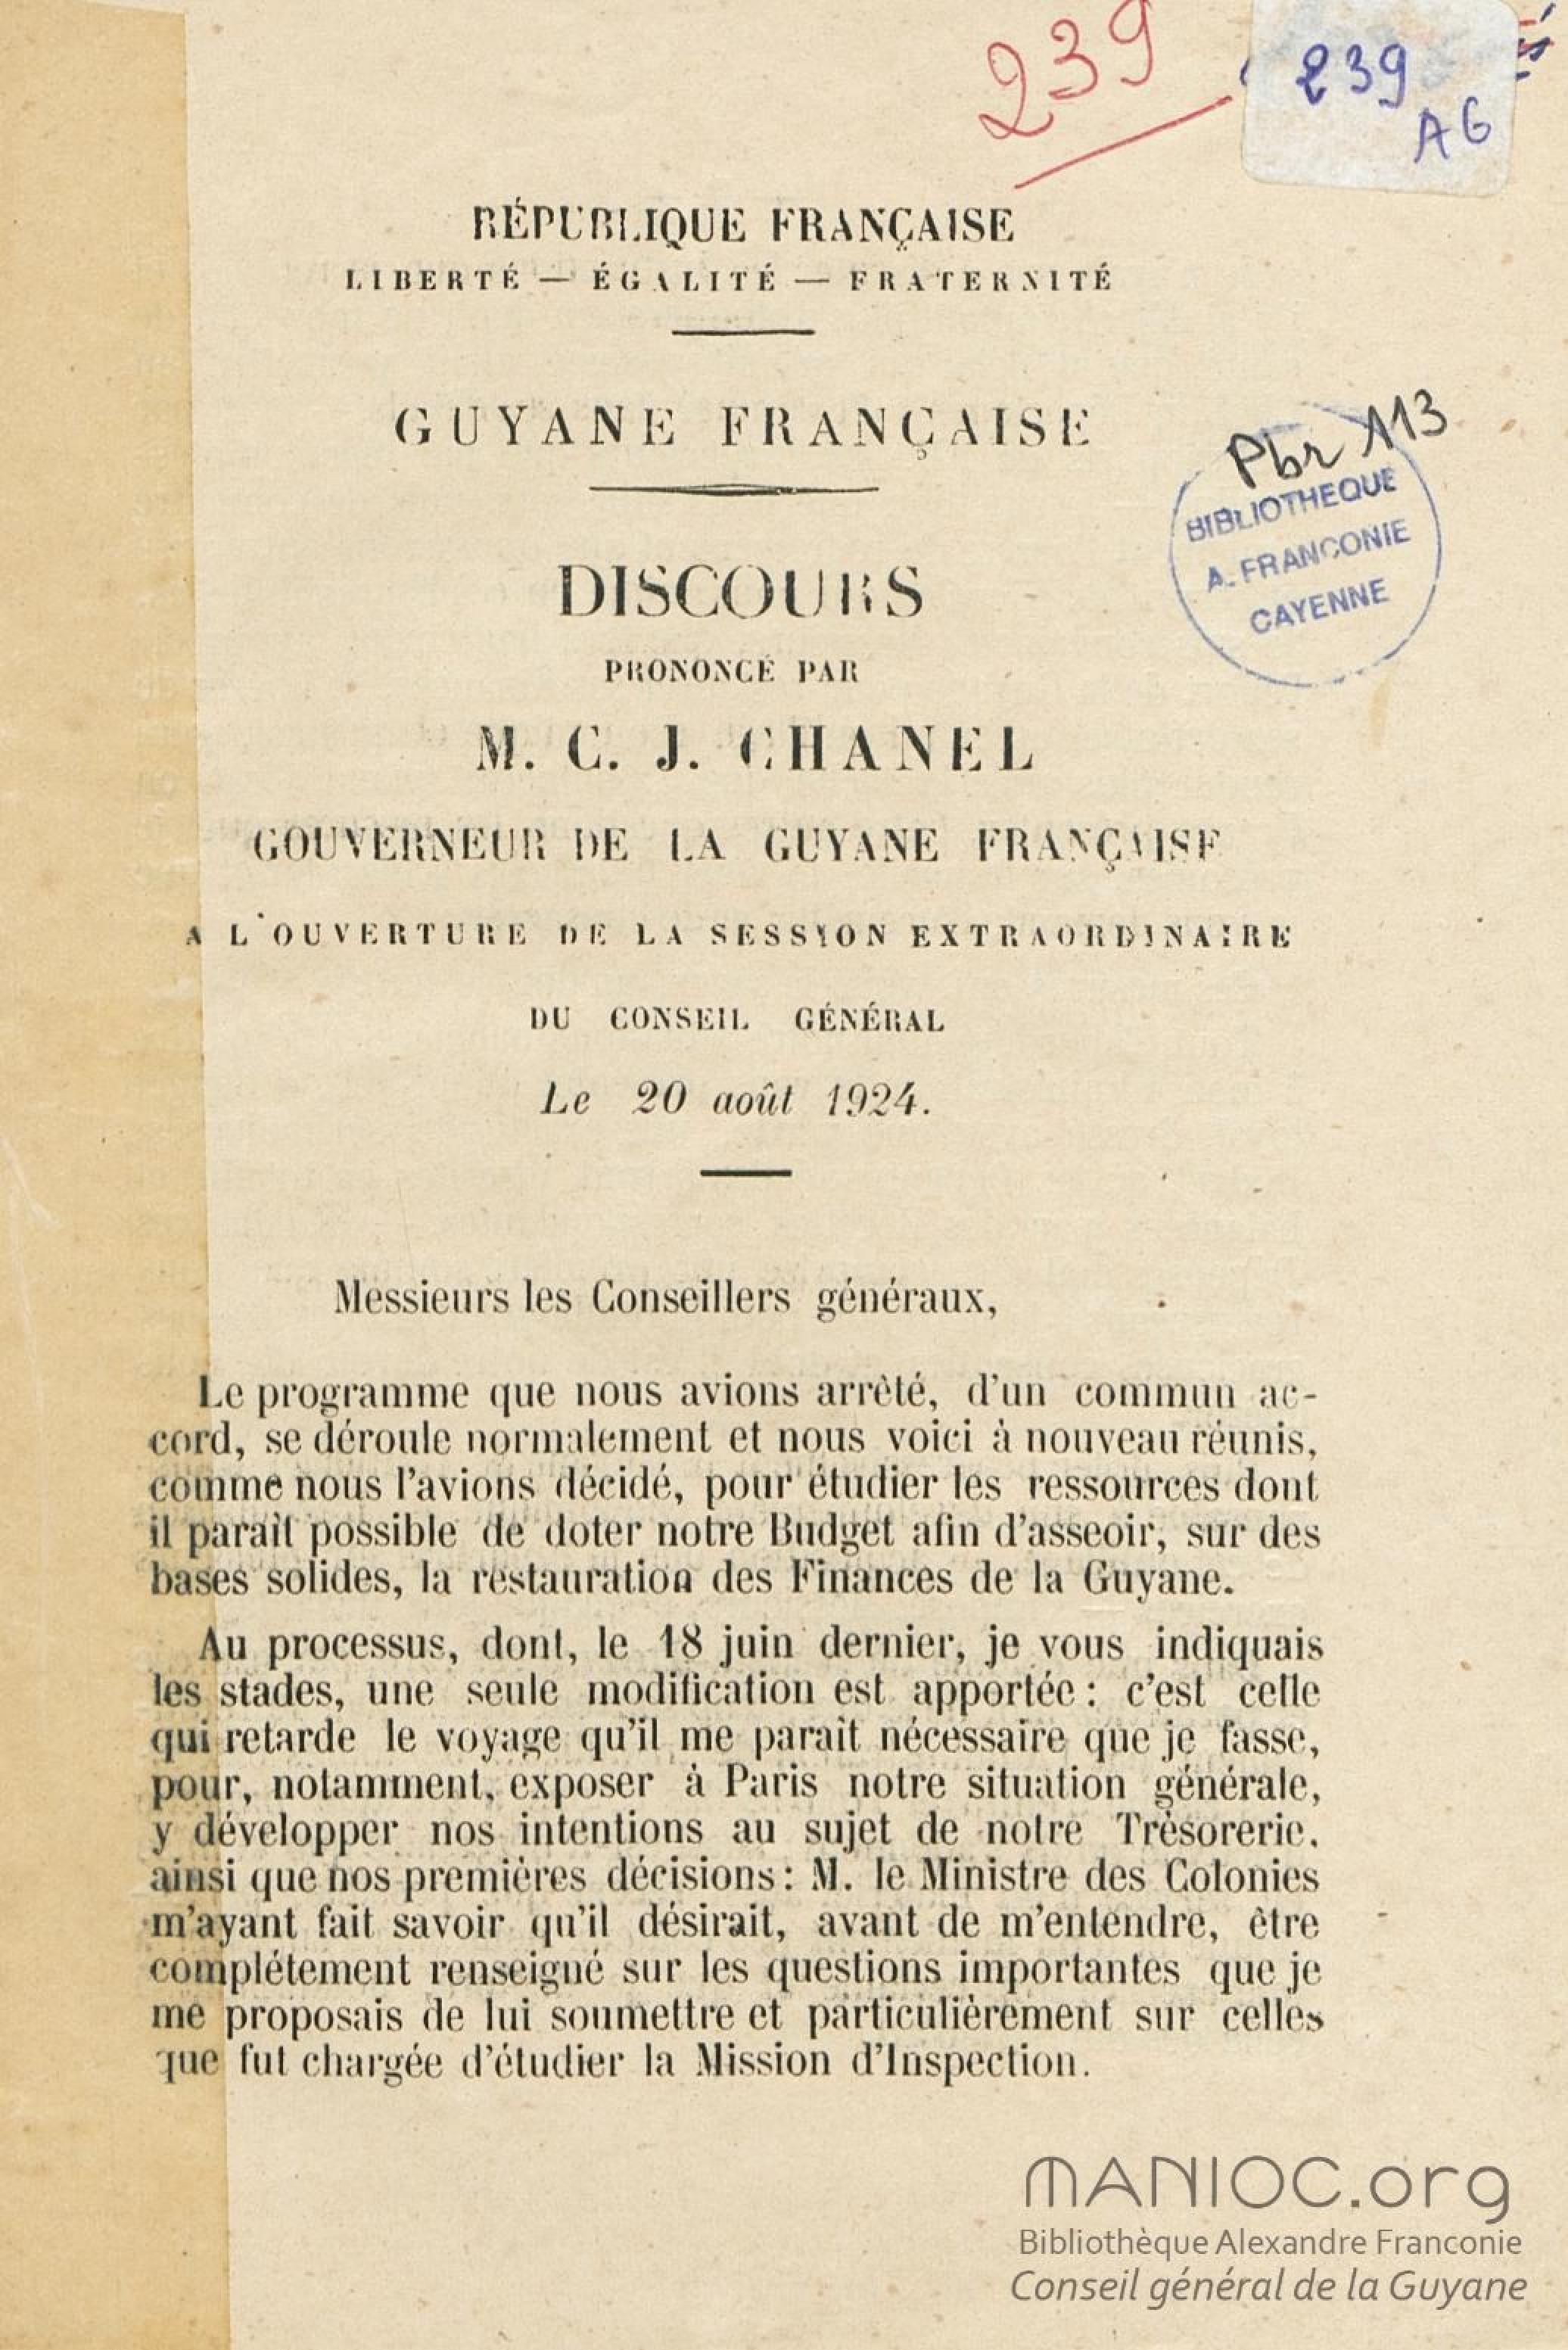 239
239
AG
RÉPUBLIQUE FRANÇAISE
LIBERTÉ — ÉGALITÉ — FRATERNITÉ
GUYANE FRANÇAISE
Pbr 113
BIBLIOTHEQUE
A. FRANCONIE
CAYENNE
DISCOURS
PRONONCÉ PAR
M. C. J. CHANEL
GOUVERNEUR DE LA GUYANE FRANÇAISE
A L'OUVERTURE DE LA SESSION EXTRAORDINAIRE
DU CONSEIL GÉNÉRAL
Le 20 août 1924.
Messieurs les Conseillers généraux,
Le programme que nous avions arrêté, d'un commun ac-
cord, se déroule normalement et nous voici à nouveau réunis,
comme nous l'avions décidé, pour étudier les ressources dont
il paraît possible de doter notre Budget afin d'asseoir, sur des
bases solides, la restauration des Finances de la Guyane.
Au processus, dont, le 18 juin dernier, je vous indiquais
les stades, une seule modification est apportée : c'est celle
qui retarde le voyage qu'il me paraît nécessaire que je fasse,
pour, notamment, exposer à Paris notre situation générale,
y développer nos intentions au sujet de notre Trésorerie,
ainsi que nos premières décisions : M. le Ministre des Colonies
m'ayant fait savoir qu'il désirait, avant de m'entendre, être
complétement renseigné sur les questions importantes que je
me proposais de lui soumettre et particulièrement sur celles
que fut chargée d'étudier la Mission d'Inspection.
MANIOC.org
Bibliothèque Alexandre Franconie
Conseil général de la Guyane